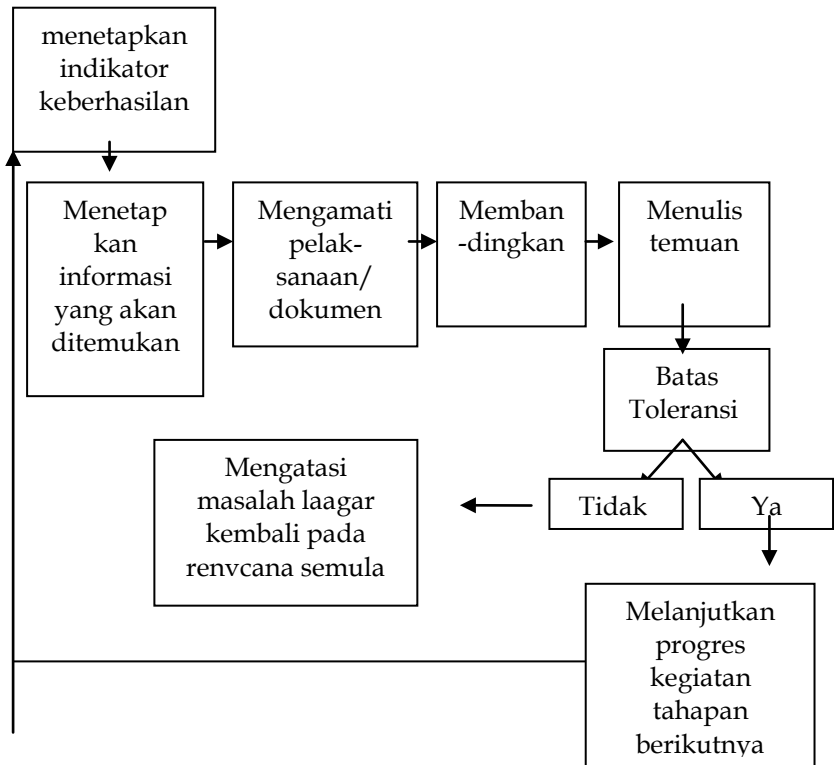 menetapkan
indikator
keberhasilan
Menetap
kan
informasi
yang akan
ditemukan
Mengamati
pelak-
sanaan/
dokumen
Memban
-dingkan
Menulis
temuan
Batas
Toleransi
Tidak
Ya
Mengatasi
masalah laagar
kembali pada
renvcana semula
Melanjutkan
progres
kegiatan
tahapan
berikutnya